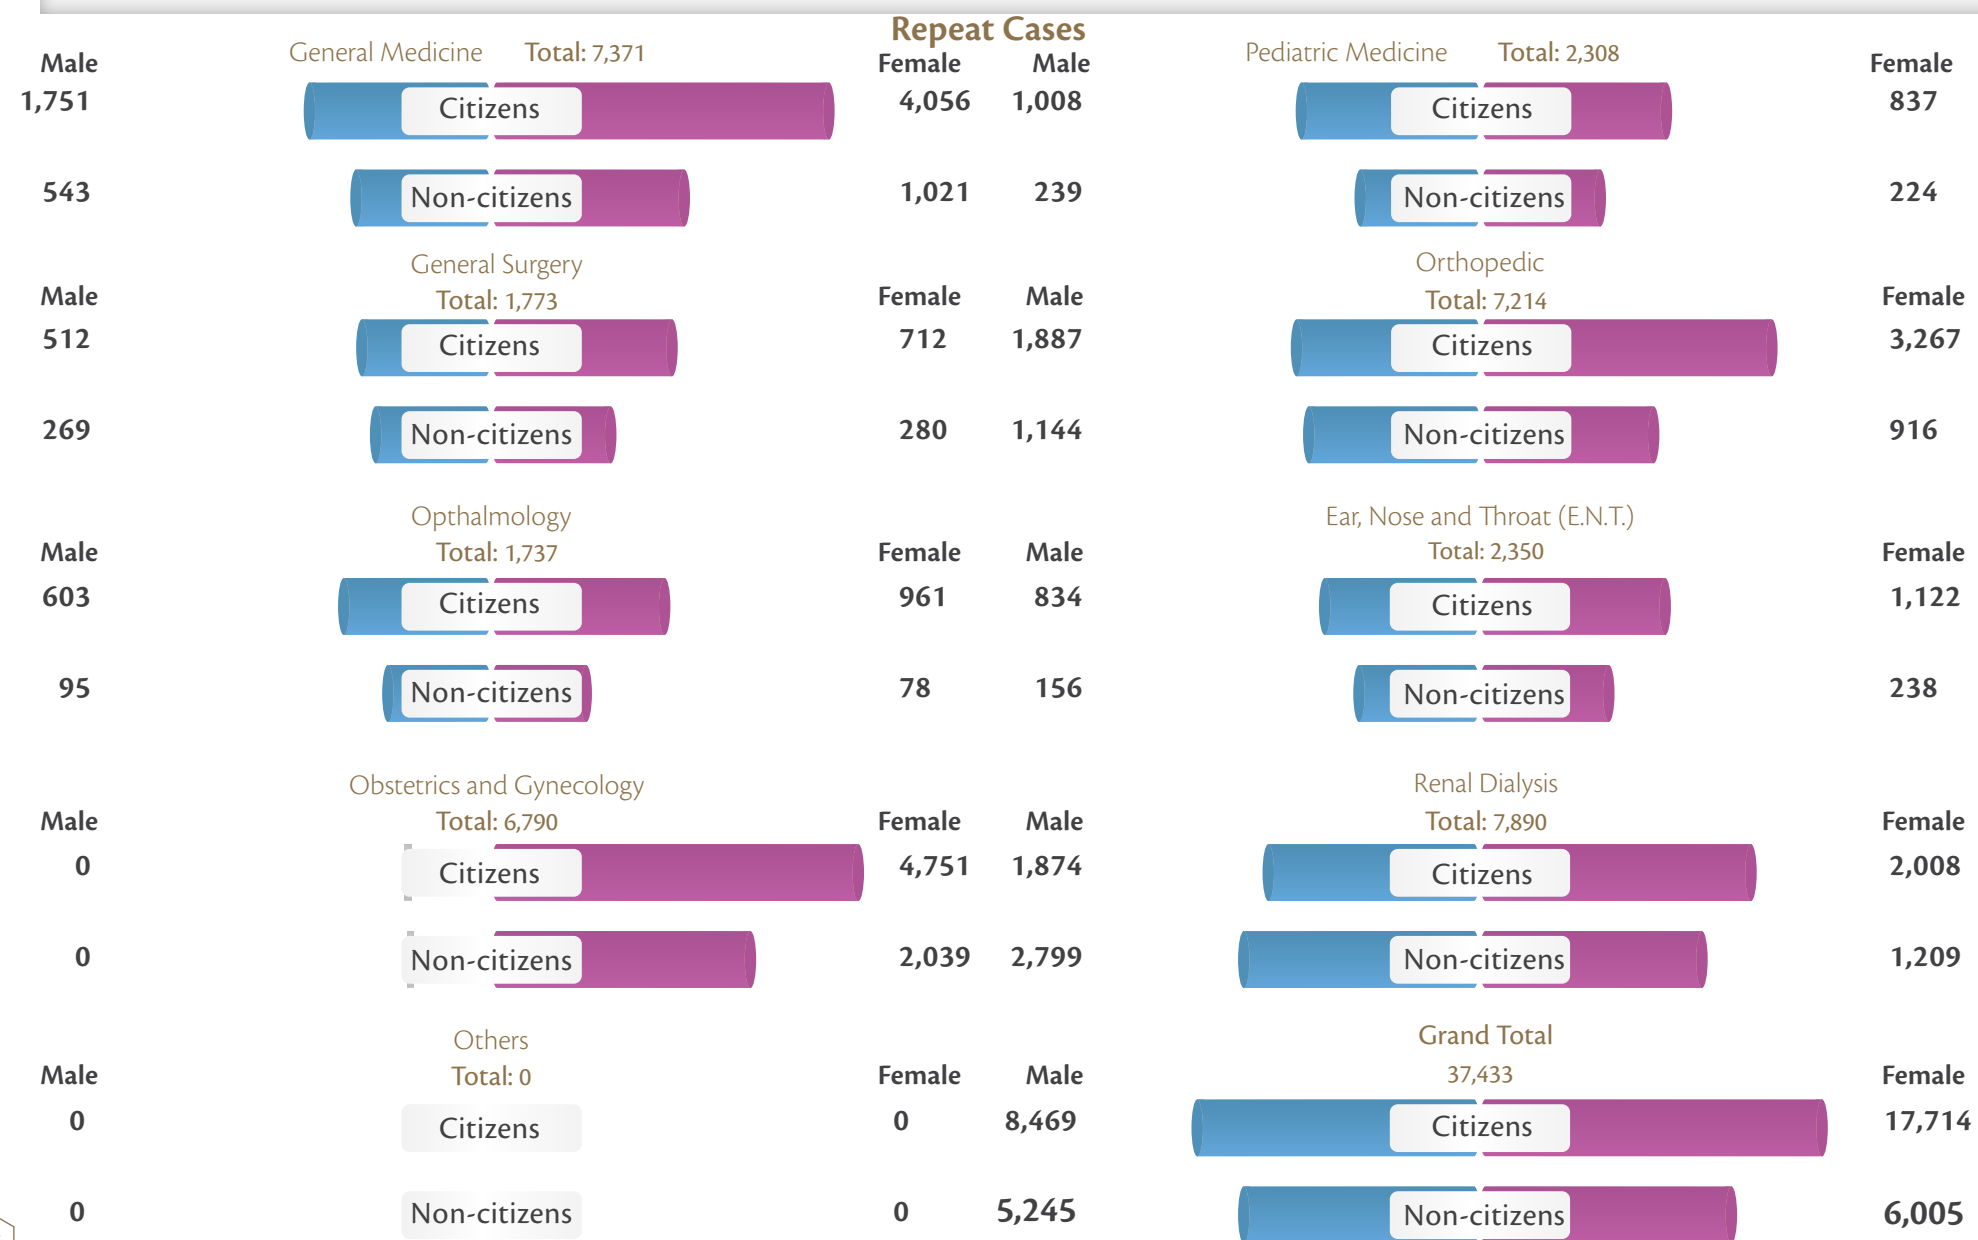 Repeat Cases
General Medicine Total: 7,371
Male Female
1,751 Citizens 4,056
543 Non-citizens 1,021
Pediatric Medicine Total: 2,308
Male Female
1,008 Citizens 837
239 Non-citizens 224
General Surgery
Total: 1,773
Male Female
512 Citizens 712
269 Non-citizens 280
Orthopedic
Total: 7,214
Male Female
1,887 Citizens 3,267
1,144 Non-citizens 916
Opthalmology
Total: 1,737
Male Female
603 Citizens 961
95 Non-citizens 78
Ear, Nose and Throat (E.N.T.)
Total: 2,350
Male Female
834 Citizens 1,122
156 Non-citizens 238
Obstetrics and Gynecology
Total: 6,790
Male Female
0 Citizens 4,751
0 Non-citizens 2,039
Renal Dialysis
Total: 7,890
Male Female
1,874 Citizens 2,008
2,799 Non-citizens 1,209
Others
Total: 0
Male Female
0 Citizens 0
0 Non-citizens 0
Grand Total
37,433
Male Female
8,469 Citizens 17,714
5,245 Non-citizens 6,005